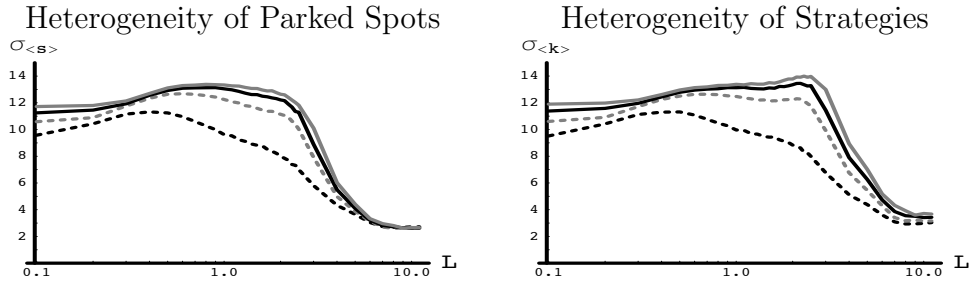 Heterogeneity of Parked Spots
σ<s>
14
12
10
8
6
4
2
0.1 1.0 10.0 L
Heterogeneity of Strategies
σ<k>
14
12
10
8
6
4
2
0.1 1.0 10.0 L